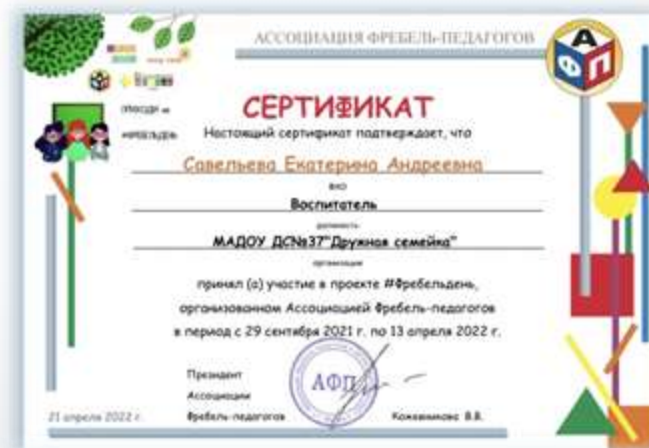 АССОЦИАЦИЯ ФРЕБЕЛЬ-ПЕДАГОГОВ
А
Ф П
#ФРЕБЕЛЬДЕНЬ
СЕРТИФИКАТ
Настоящий сертификат подтверждает, что
Савельева Екатерина Андреевна
ФИО
Воспитатель
должность
МАДОУ ДС№37"Дружная семейка"
организация
принял (а) участие в проекте #Фребельдень,
организованном Ассоциацией Фребель-педагогов
в период с 29 сентября 2021 г. по 13 апреля 2022 г.
Президент
Ассоциации
Фребель-педагогов
АФП
Кожевникова В.В.
21 апреля 2022 г.